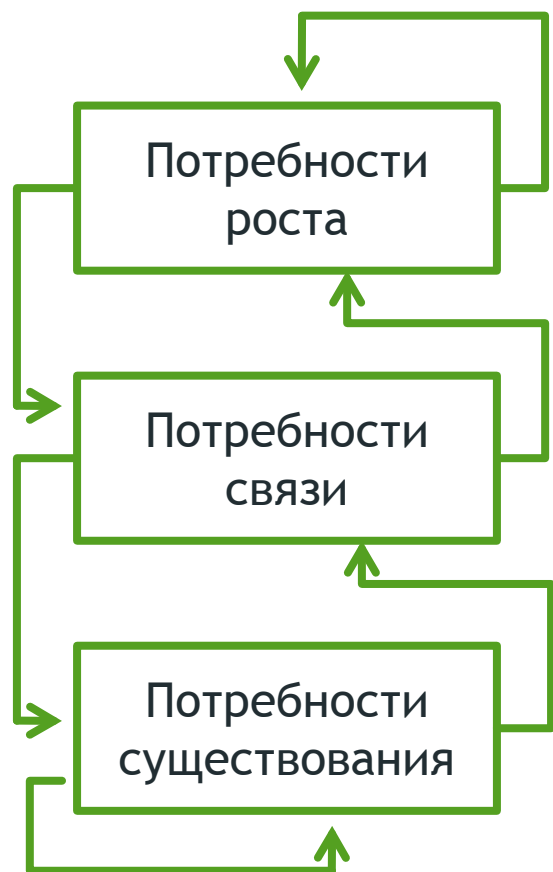 Потребности
роста
Потребности
связи
Потребности
существования